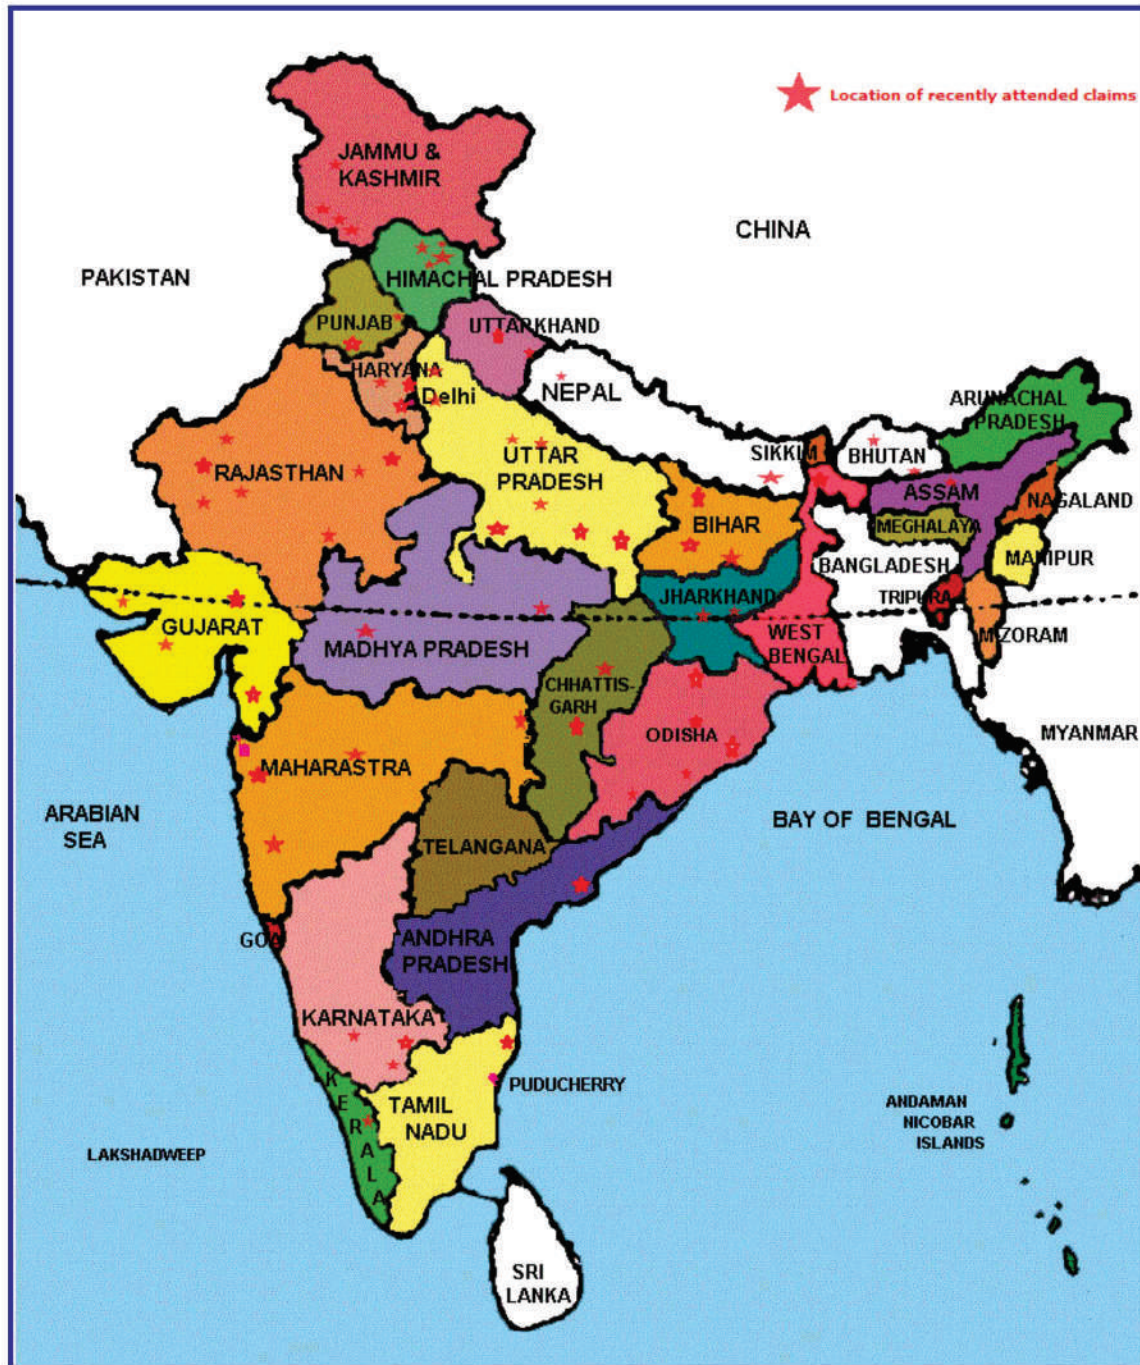 Location of recently attended claims
JAMMU &
KASHMIR
CHINA
PAKISTAN
HIMACHAL PRADESH
PUNJAB
UTTARKHAND
HARYANA
Delhi
NEPAL
ARUNACHAL
PRADESH
SIKKIM
BHUTAN
RAJASTHAN
UTTAR
PRADESH
ASSAM
NAGALAND
BIHAR
MEGHALAYA
MANIPUR
BANGLADESH
JHARKHAND
TRIPURA
GUJARAT
MADHYA PRADESH
WEST
BENGAL
MIZORAM
CHHATTIS-
GARH
ODISHA
MYANMAR
MAHARASTRA
ARABIAN
SEA
BAY OF BENGAL
TELANGANA
GOA
ANDHRA
PRADESH
KARNATAKA
PUDUCHERRY
KERALA
TAMIL
NADU
ANDAMAN
NICOBAR
ISLANDS
LAKSHADWEEP
SRI
LANKA